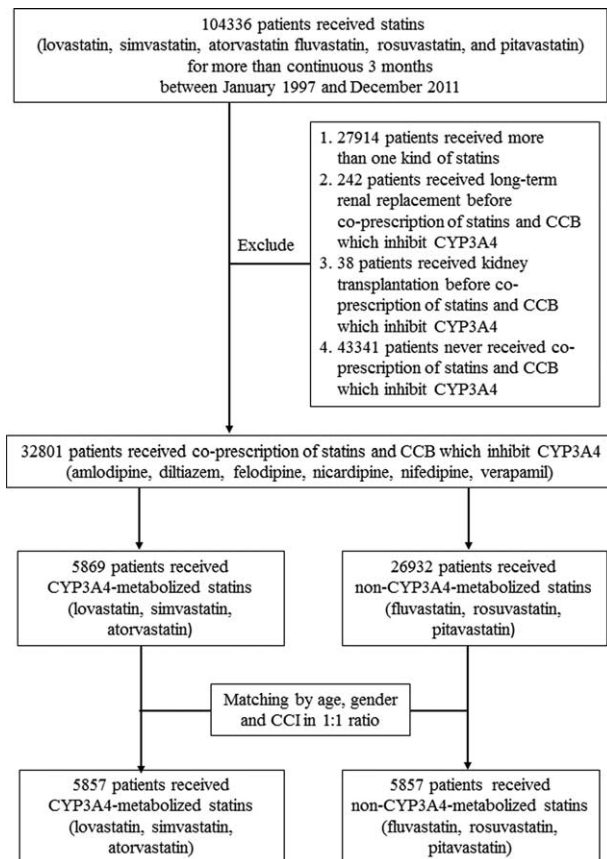 104336 patients received statins
(lovastatin, simvastatin, atorvastatin fluvastatin, rosuvastatin, and pitavastatin)
for more than continuous 3 months
between January 1997 and December 2011
Exclude
1. 27914 patients received more
than one kind of statins
2. 242 patients received long-term
renal replacement before
co-prescription of statins and CCB
which inhibit CYP3A4
3. 38 patients received kidney
transplantation before co-
prescription of statins and CCB
which inhibit CYP3A4
4. 43341 patients never received co-
prescription of statins and CCB
which inhibit CYP3A4
32801 patients received co-prescription of statins and CCB which inhibit CYP3A4
(amlodipine, diltiazem, felodipine, nicardipine, nifedipine, verapamil)
5869 patients received
CYP3A4-metabolized statins
(lovastatin, simvastatin,
atorvastatin)
26932 patients received
non-CYP3A4-metabolized statins
(fluvastatin, rosuvastatin,
pitavastatin)
Matching by age, gender
and CCI in 1:1 ratio
5857 patients received
CYP3A4-metabolized statins
(lovastatin, simvastatin,
atorvastatin)
5857 patients received
non-CYP3A4-metabolized statins
(fluvastatin, rosuvastatin,
pitavastatin)